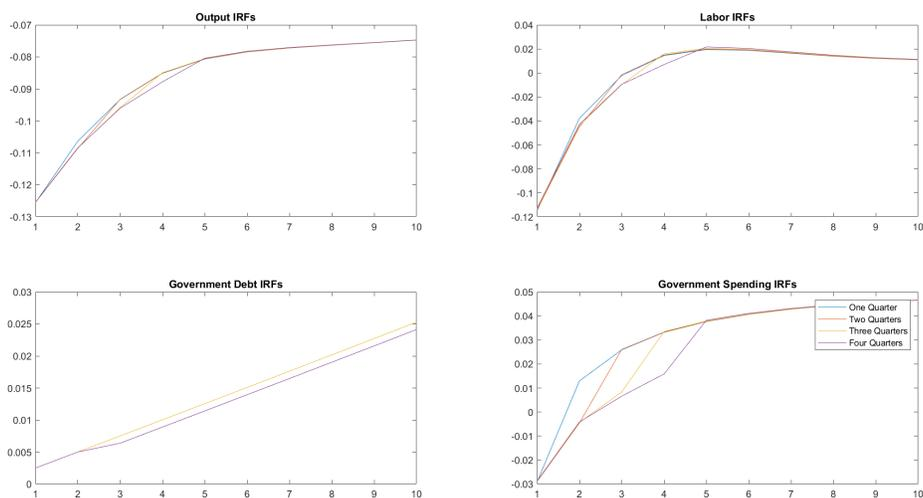 Output IRFs
-0.07
-0.08
-0.09
-0.1
-0.11
-0.12
-0.13
1 2 3 4 5 6 7 8 9 10
Labor IRFs
0.04
0.02
0
-0.02
-0.04
-0.06
-0.08
-0.1
-0.12
1 2 3 4 5 6 7 8 9 10
Government Debt IRFs
0.03
0.025
0.02
0.015
0.01
0.005
0
1 2 3 4 5 6 7 8 9 10
Government Spending IRFs
0.05
0.04
0.03
0.02
0.01
0
-0.01
-0.02
-0.03
1 2 3 4 5 6 7 8 9 10
One Quarter
Two Quarters
Three Quarters
Four Quarters